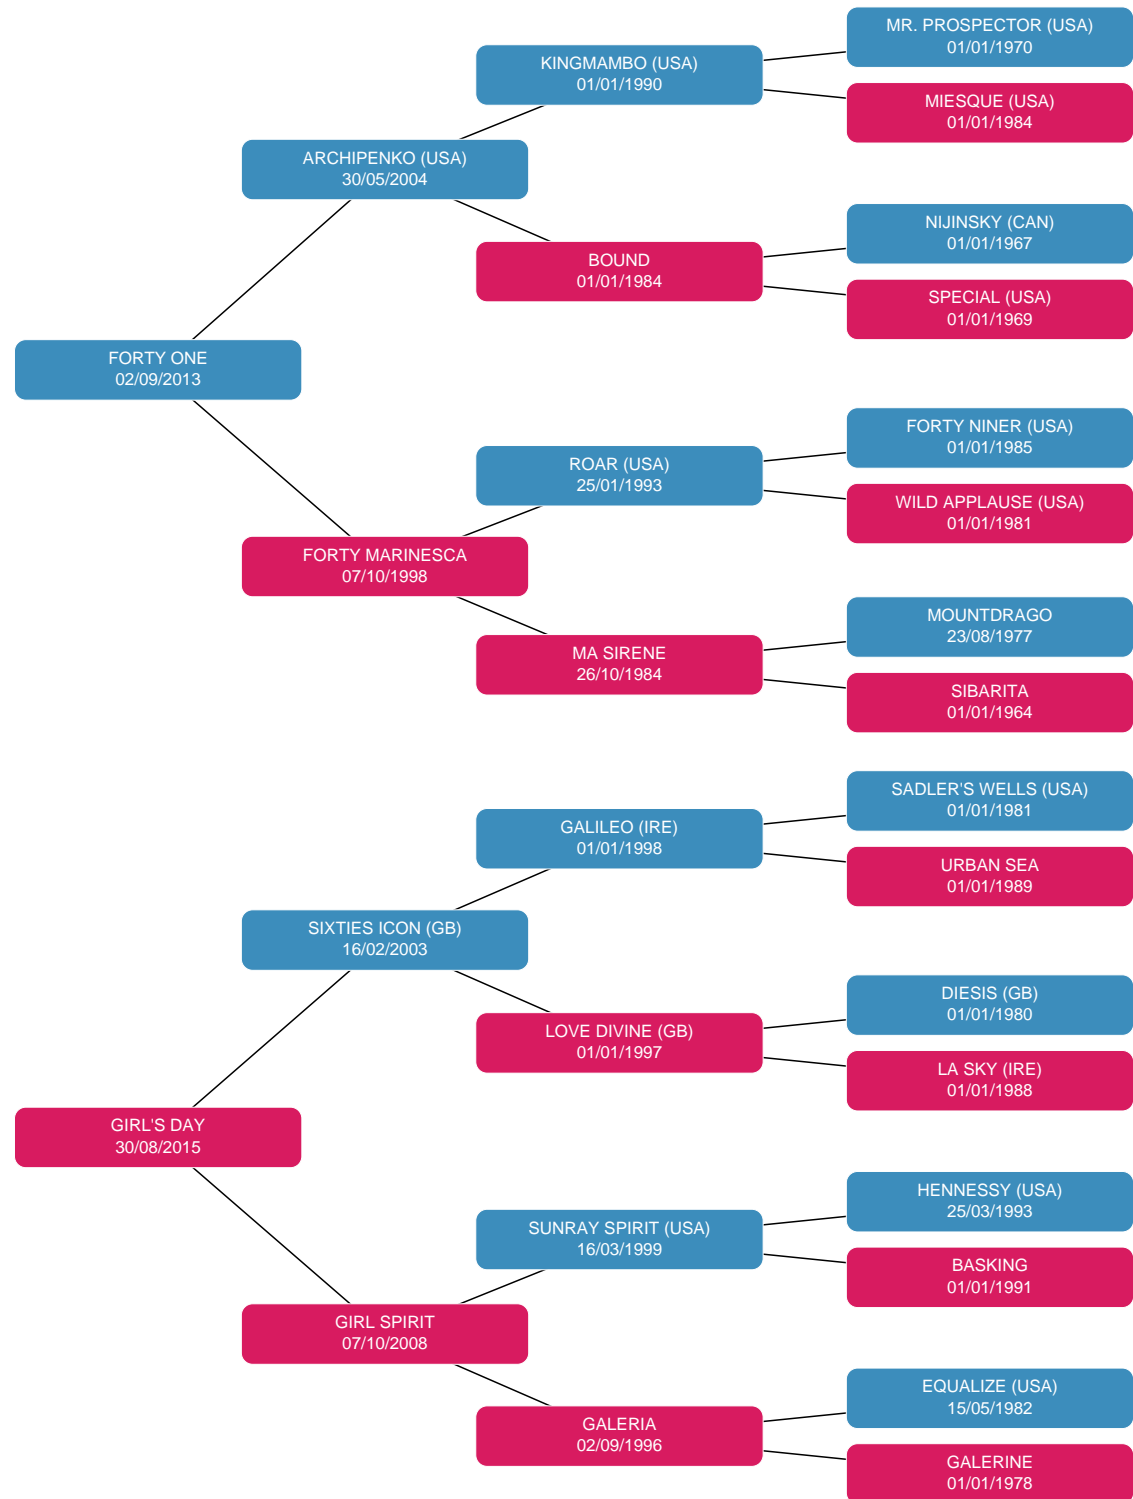 MR. PROSPECTOR (USA)
01/01/1970
KINGMAMBO (USA)
01/01/1990
MIESQUE (USA)
01/01/1984
ARCHIPENKO (USA)
30/05/2004
NIJINSKY (CAN)
01/01/1967
BOUND
01/01/1984
SPECIAL (USA)
01/01/1969
FORTY ONE
02/09/2013
FORTY NINER (USA)
01/01/1985
ROAR (USA)
25/01/1993
WILD APPLAUSE (USA)
01/01/1981
FORTY MARINESCA
07/10/1998
MOUNTDRAGO
23/08/1977
MA SIRENE
26/10/1984
SIBARITA
01/01/1964
SADLER'S WELLS (USA)
01/01/1981
GALILEO (IRE)
01/01/1998
URBAN SEA
01/01/1989
SIXTIES ICON (GB)
16/02/2003
DIESIS (GB)
01/01/1980
LOVE DIVINE (GB)
01/01/1997
LA SKY (IRE)
01/01/1988
GIRL'S DAY
30/08/2015
HENNESSY (USA)
25/03/1993
SUNRAY SPIRIT (USA)
16/03/1999
BASKING
01/01/1991
GIRL SPIRIT
07/10/2008
EQUALIZE (USA)
15/05/1982
GALERIA
02/09/1996
GALERINE
01/01/1978